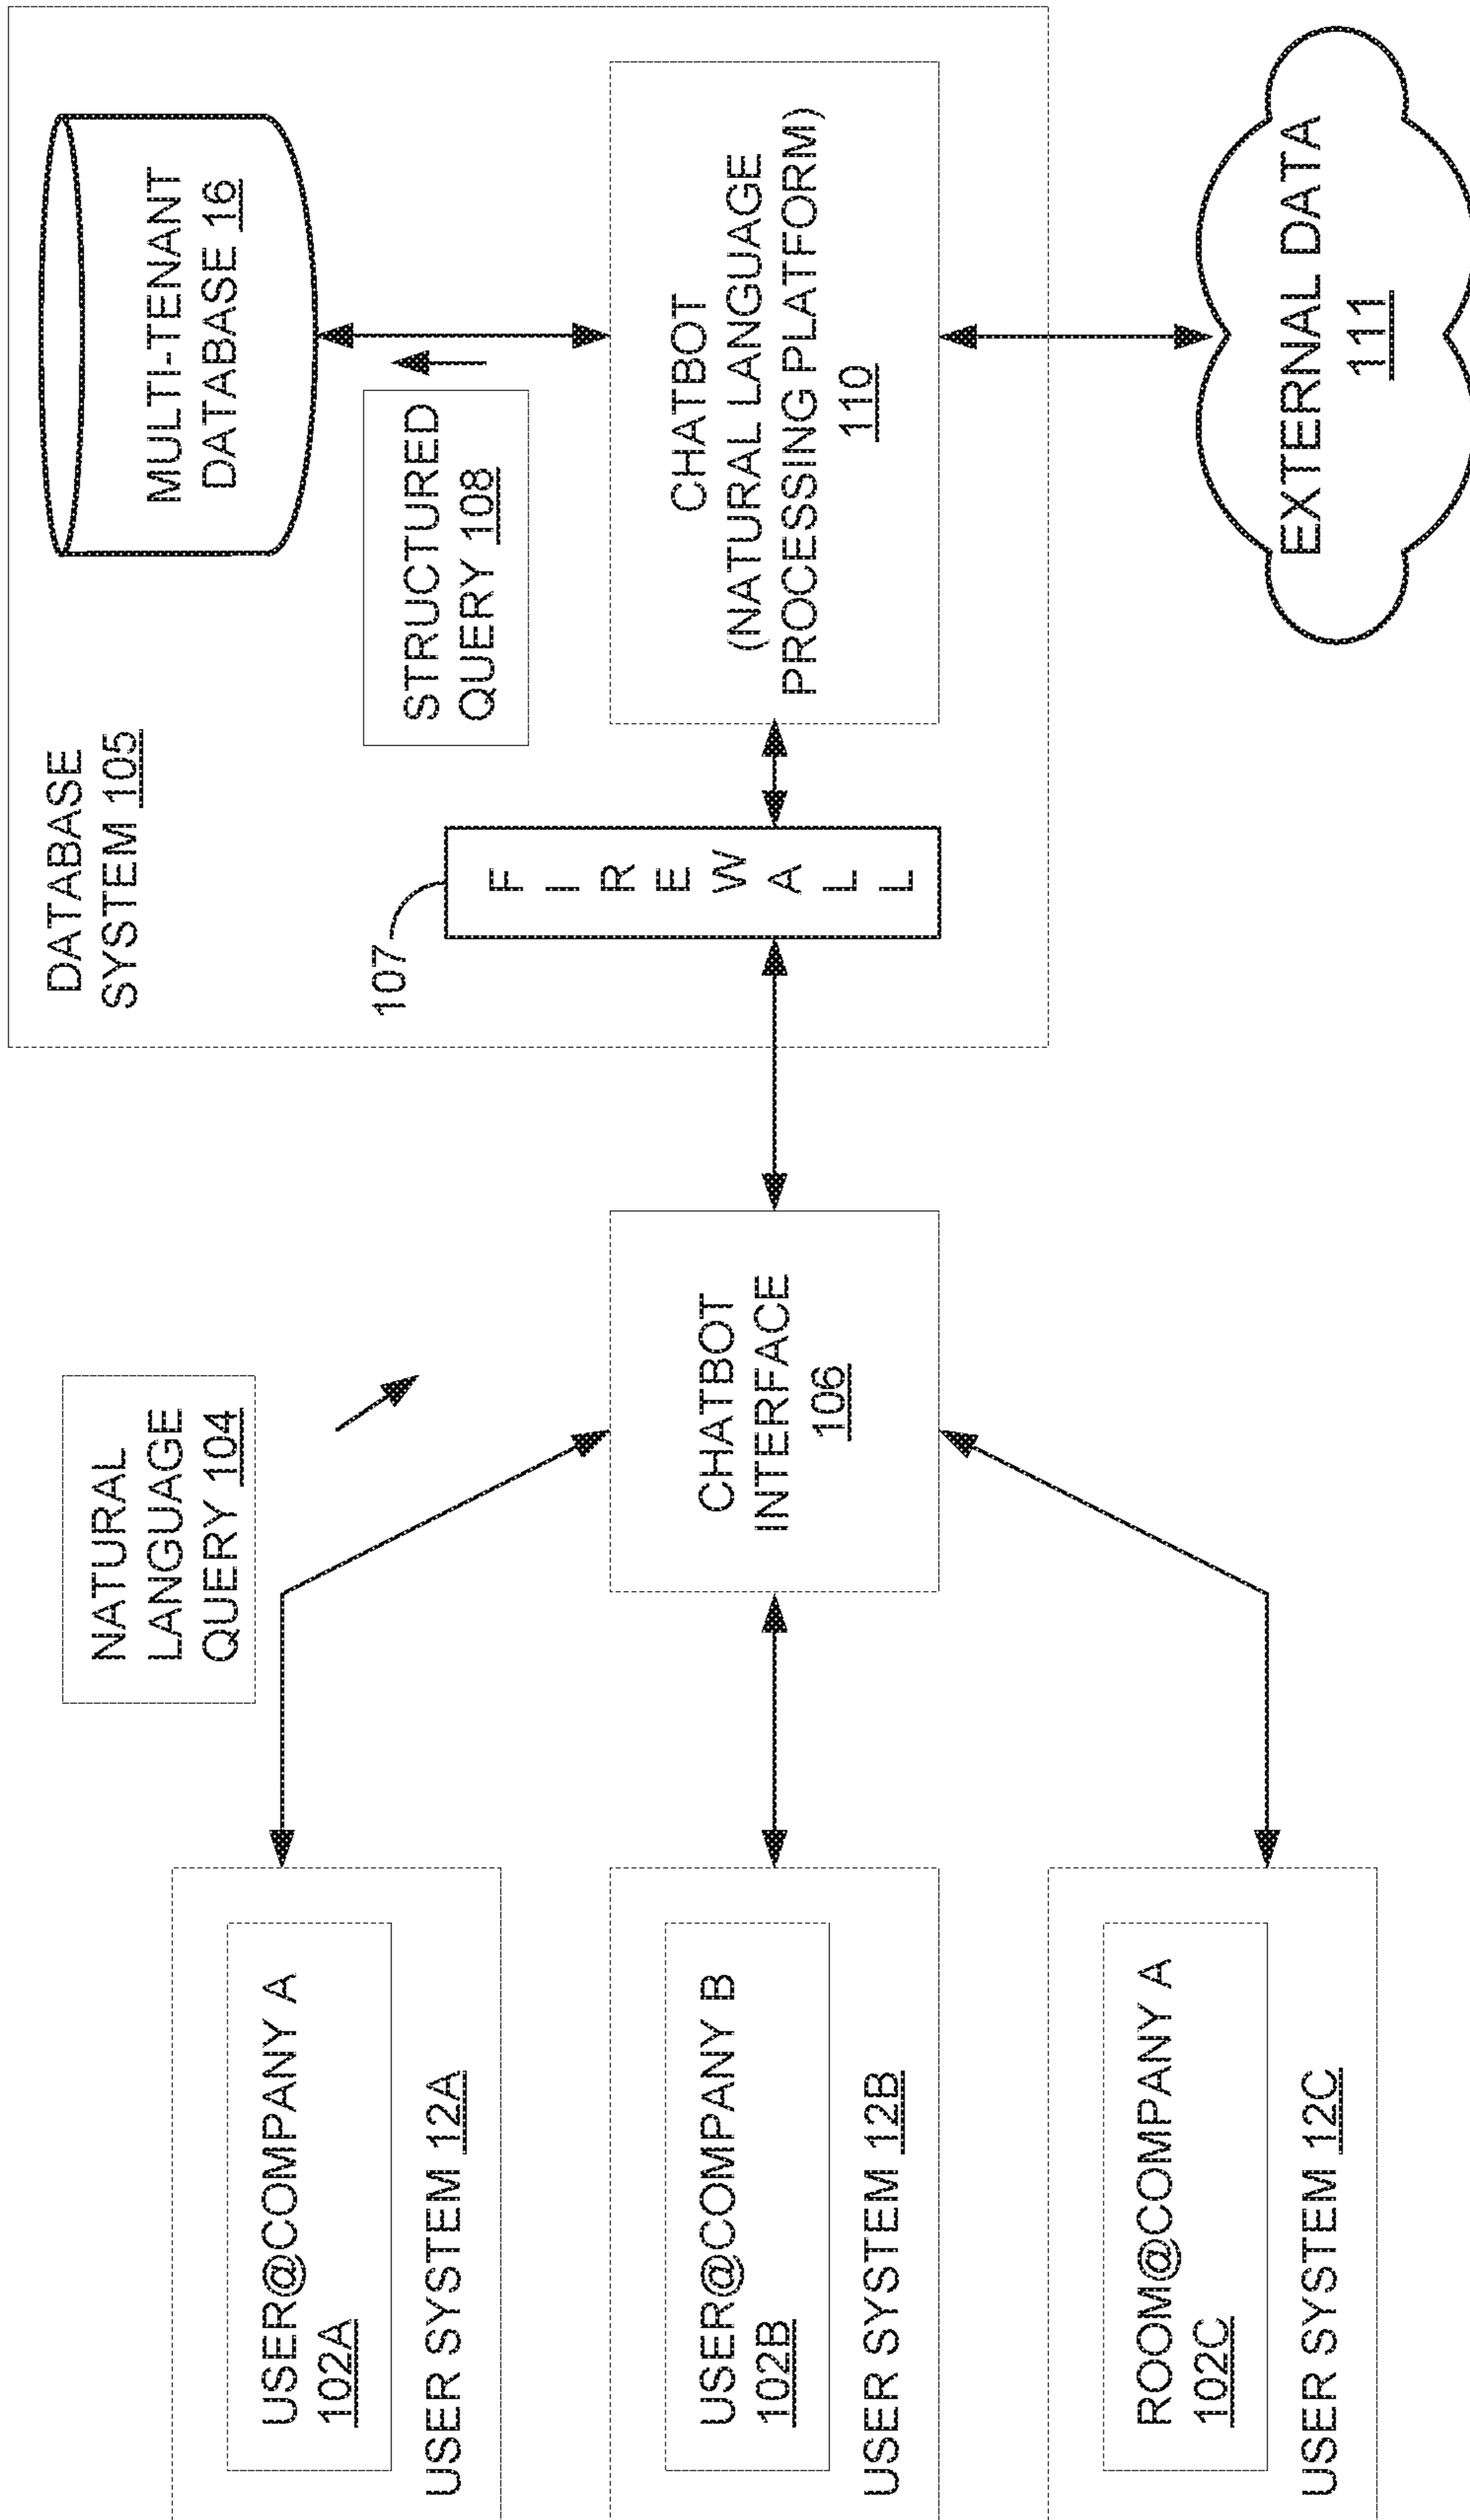 USER@COMPANY A
102A
USER SYSTEM 12A
USER@COMPANY B
102B
USER SYSTEM 12B
ROOM@COMPANY A
102C
USER SYSTEM 12C
NATURAL
LANGUAGE
QUERY 104
CHATBOT
INTERFACE
106
DATABASE
SYSTEM 105
107
FIREWALL
STRUCTURED
QUERY 108
MULTI-TENANT
DATABASE 16
CHATBOT
(NATURAL LANGUAGE
PROCESSING PLATFORM)
110
EXTERNAL DATA
111